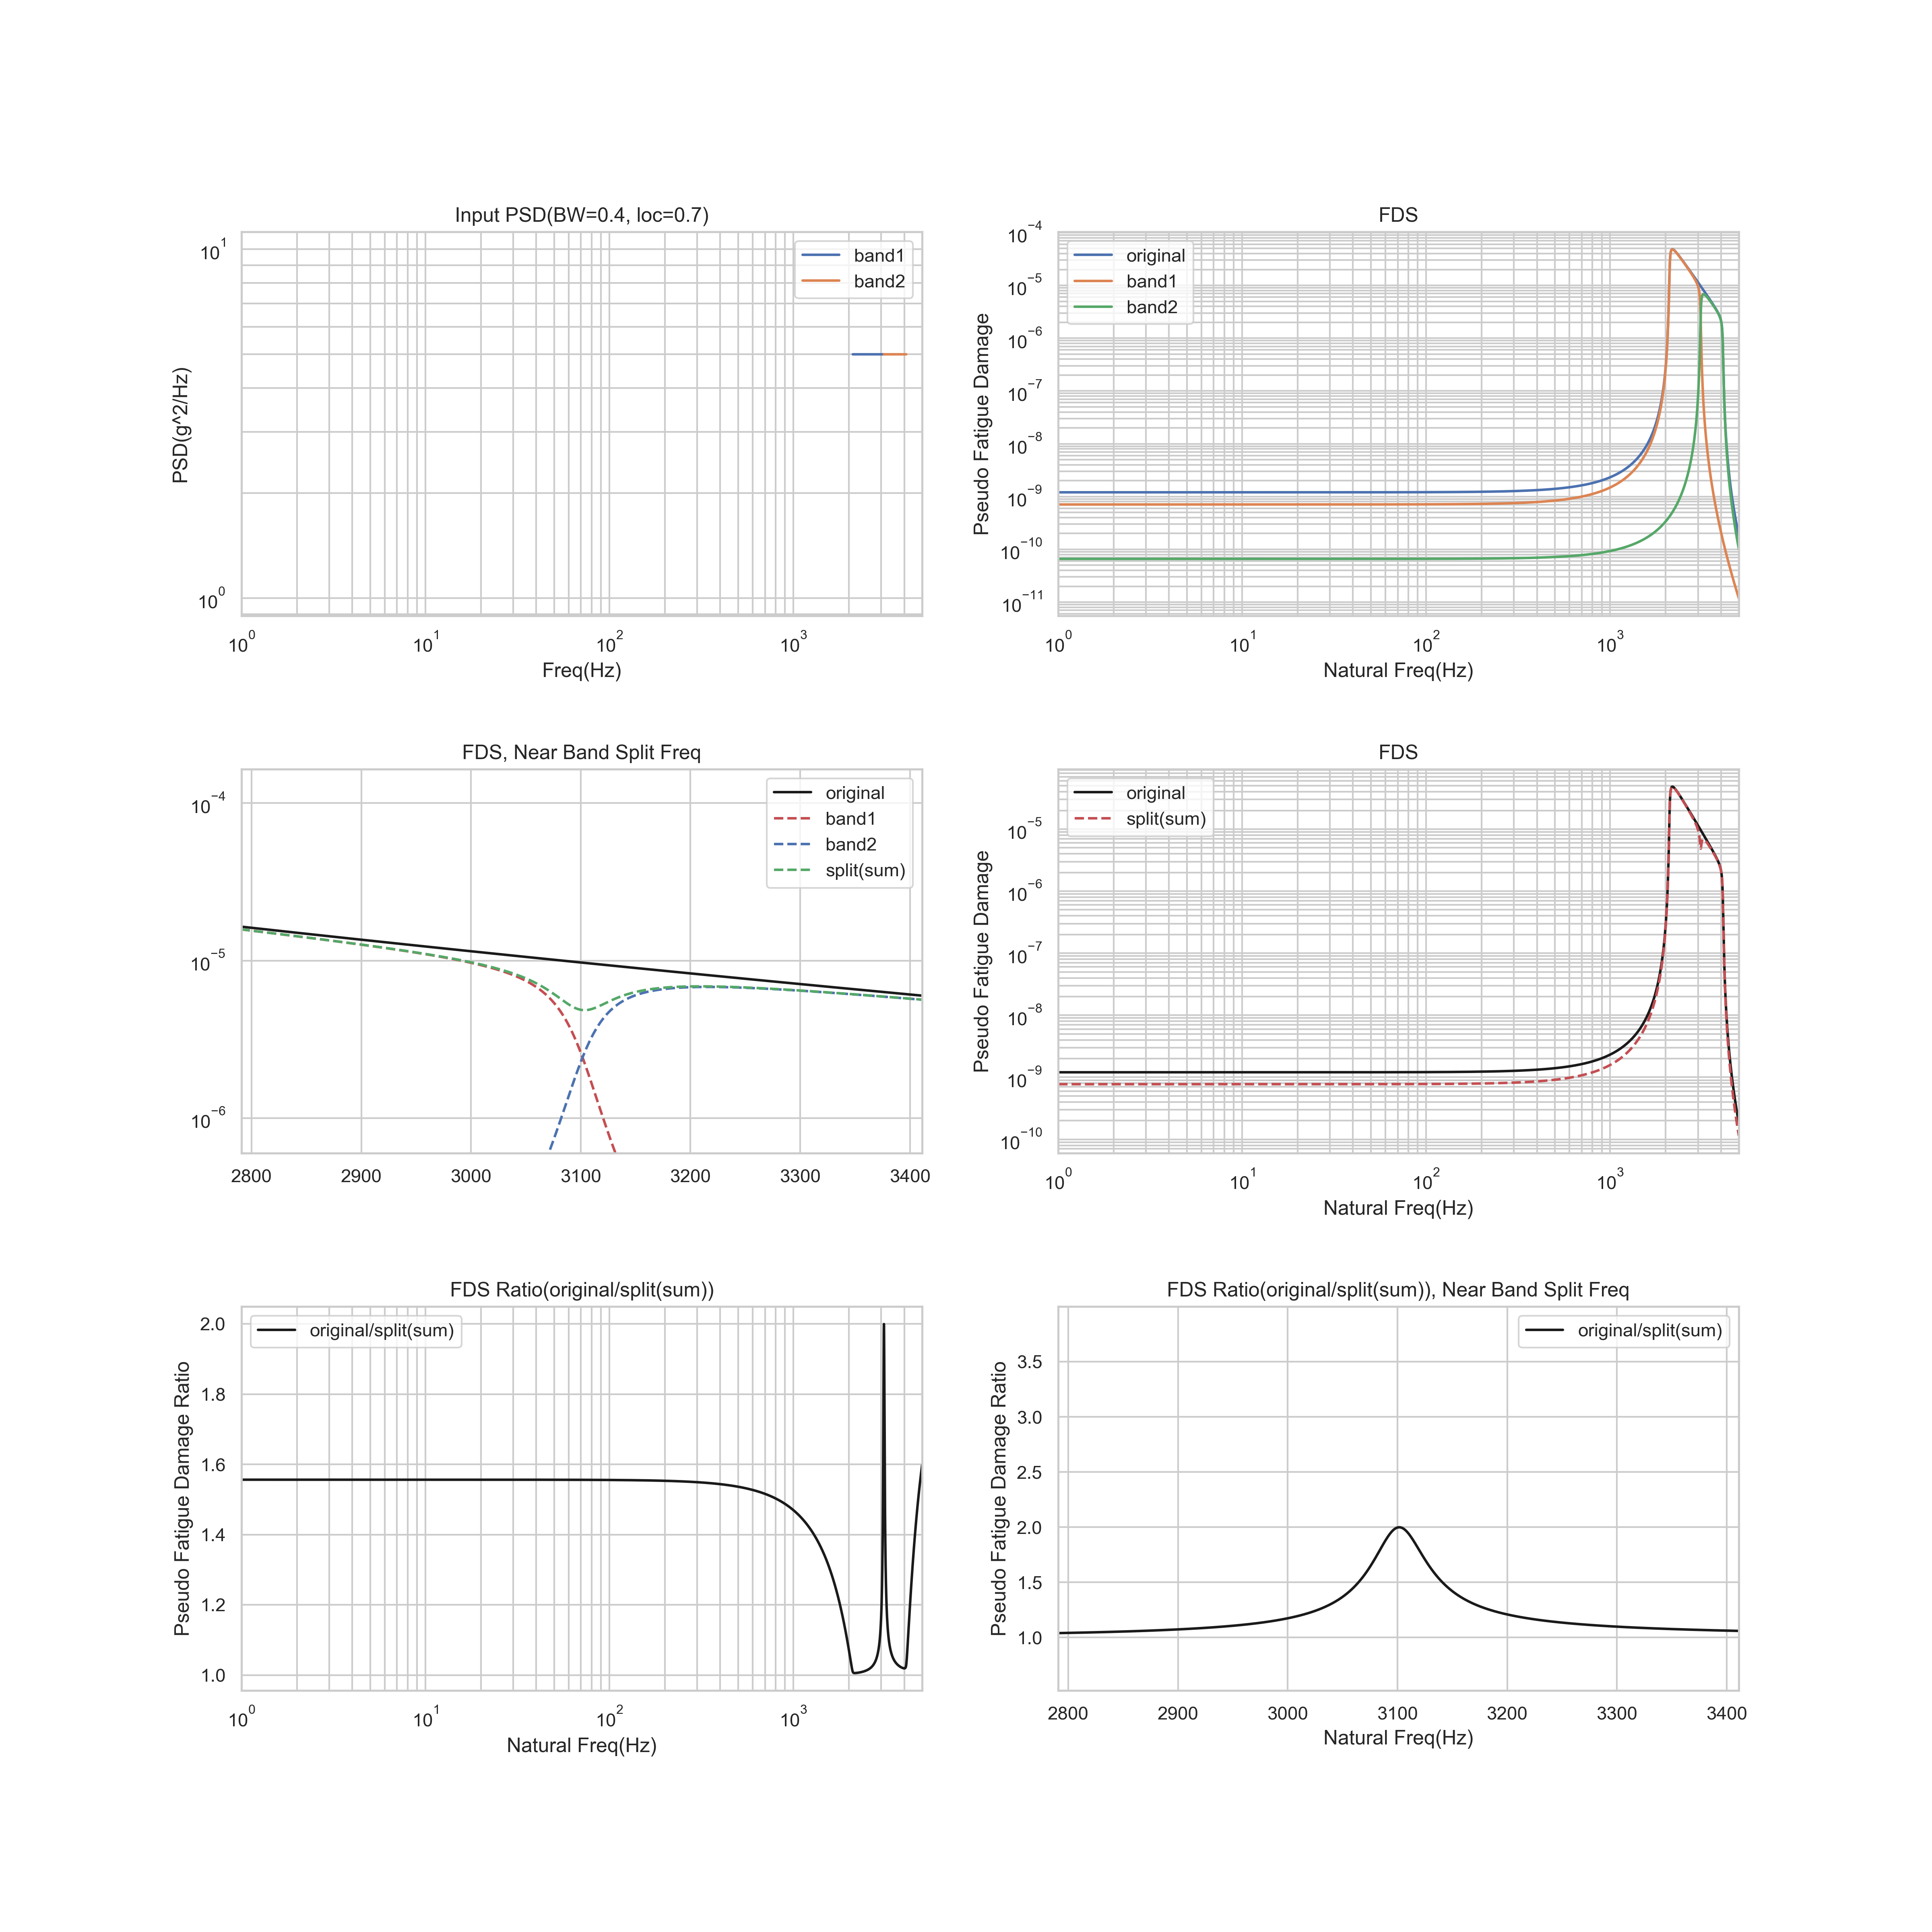 Input PSD(BW=0.4, loc=0.7)
10^1
10^0
PSD(g^2/Hz)
band1
band2
10^0 10^1 10^2 10^3
Freq(Hz)
FDS
10^-4
10^-5
10^-6
10^-7
10^-8
10^-9
10^-10
10^-11
Pseudo Fatigue Damage
original
band1
band2
10^0 10^1 10^2 10^3
Natural Freq(Hz)
FDS, Near Band Split Freq
10^-4
10^-5
10^-6
original
band1
band2
split(sum)
2800 2900 3000 3100 3200 3300 3400
FDS
10^-5
10^-6
10^-7
10^-8
10^-9
10^-10
Pseudo Fatigue Damage
original
split(sum)
10^0 10^1 10^2 10^3
Natural Freq(Hz)
FDS Ratio(original/split(sum))
2.0
1.8
1.6
1.4
1.2
1.0
Pseudo Fatigue Damage Ratio
original/split(sum)
10^0 10^1 10^2 10^3
Natural Freq(Hz)
FDS Ratio(original/split(sum)), Near Band Split Freq
3.5
3.0
2.5
2.0
1.5
1.0
Pseudo Fatigue Damage Ratio
original/split(sum)
2800 2900 3000 3100 3200 3300 3400
Natural Freq(Hz)